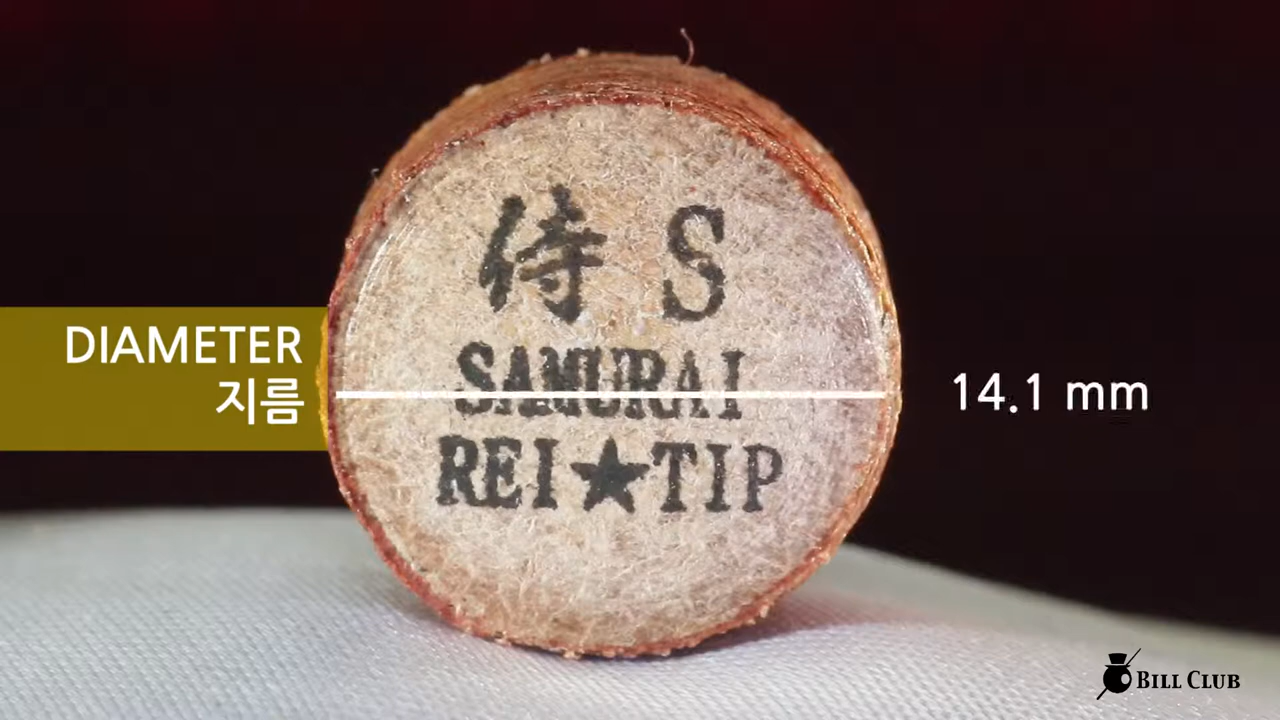 侍 S
SAMURAI
REI★TIP
DIAMETER
지름
14.1 mm
BILL CLUB